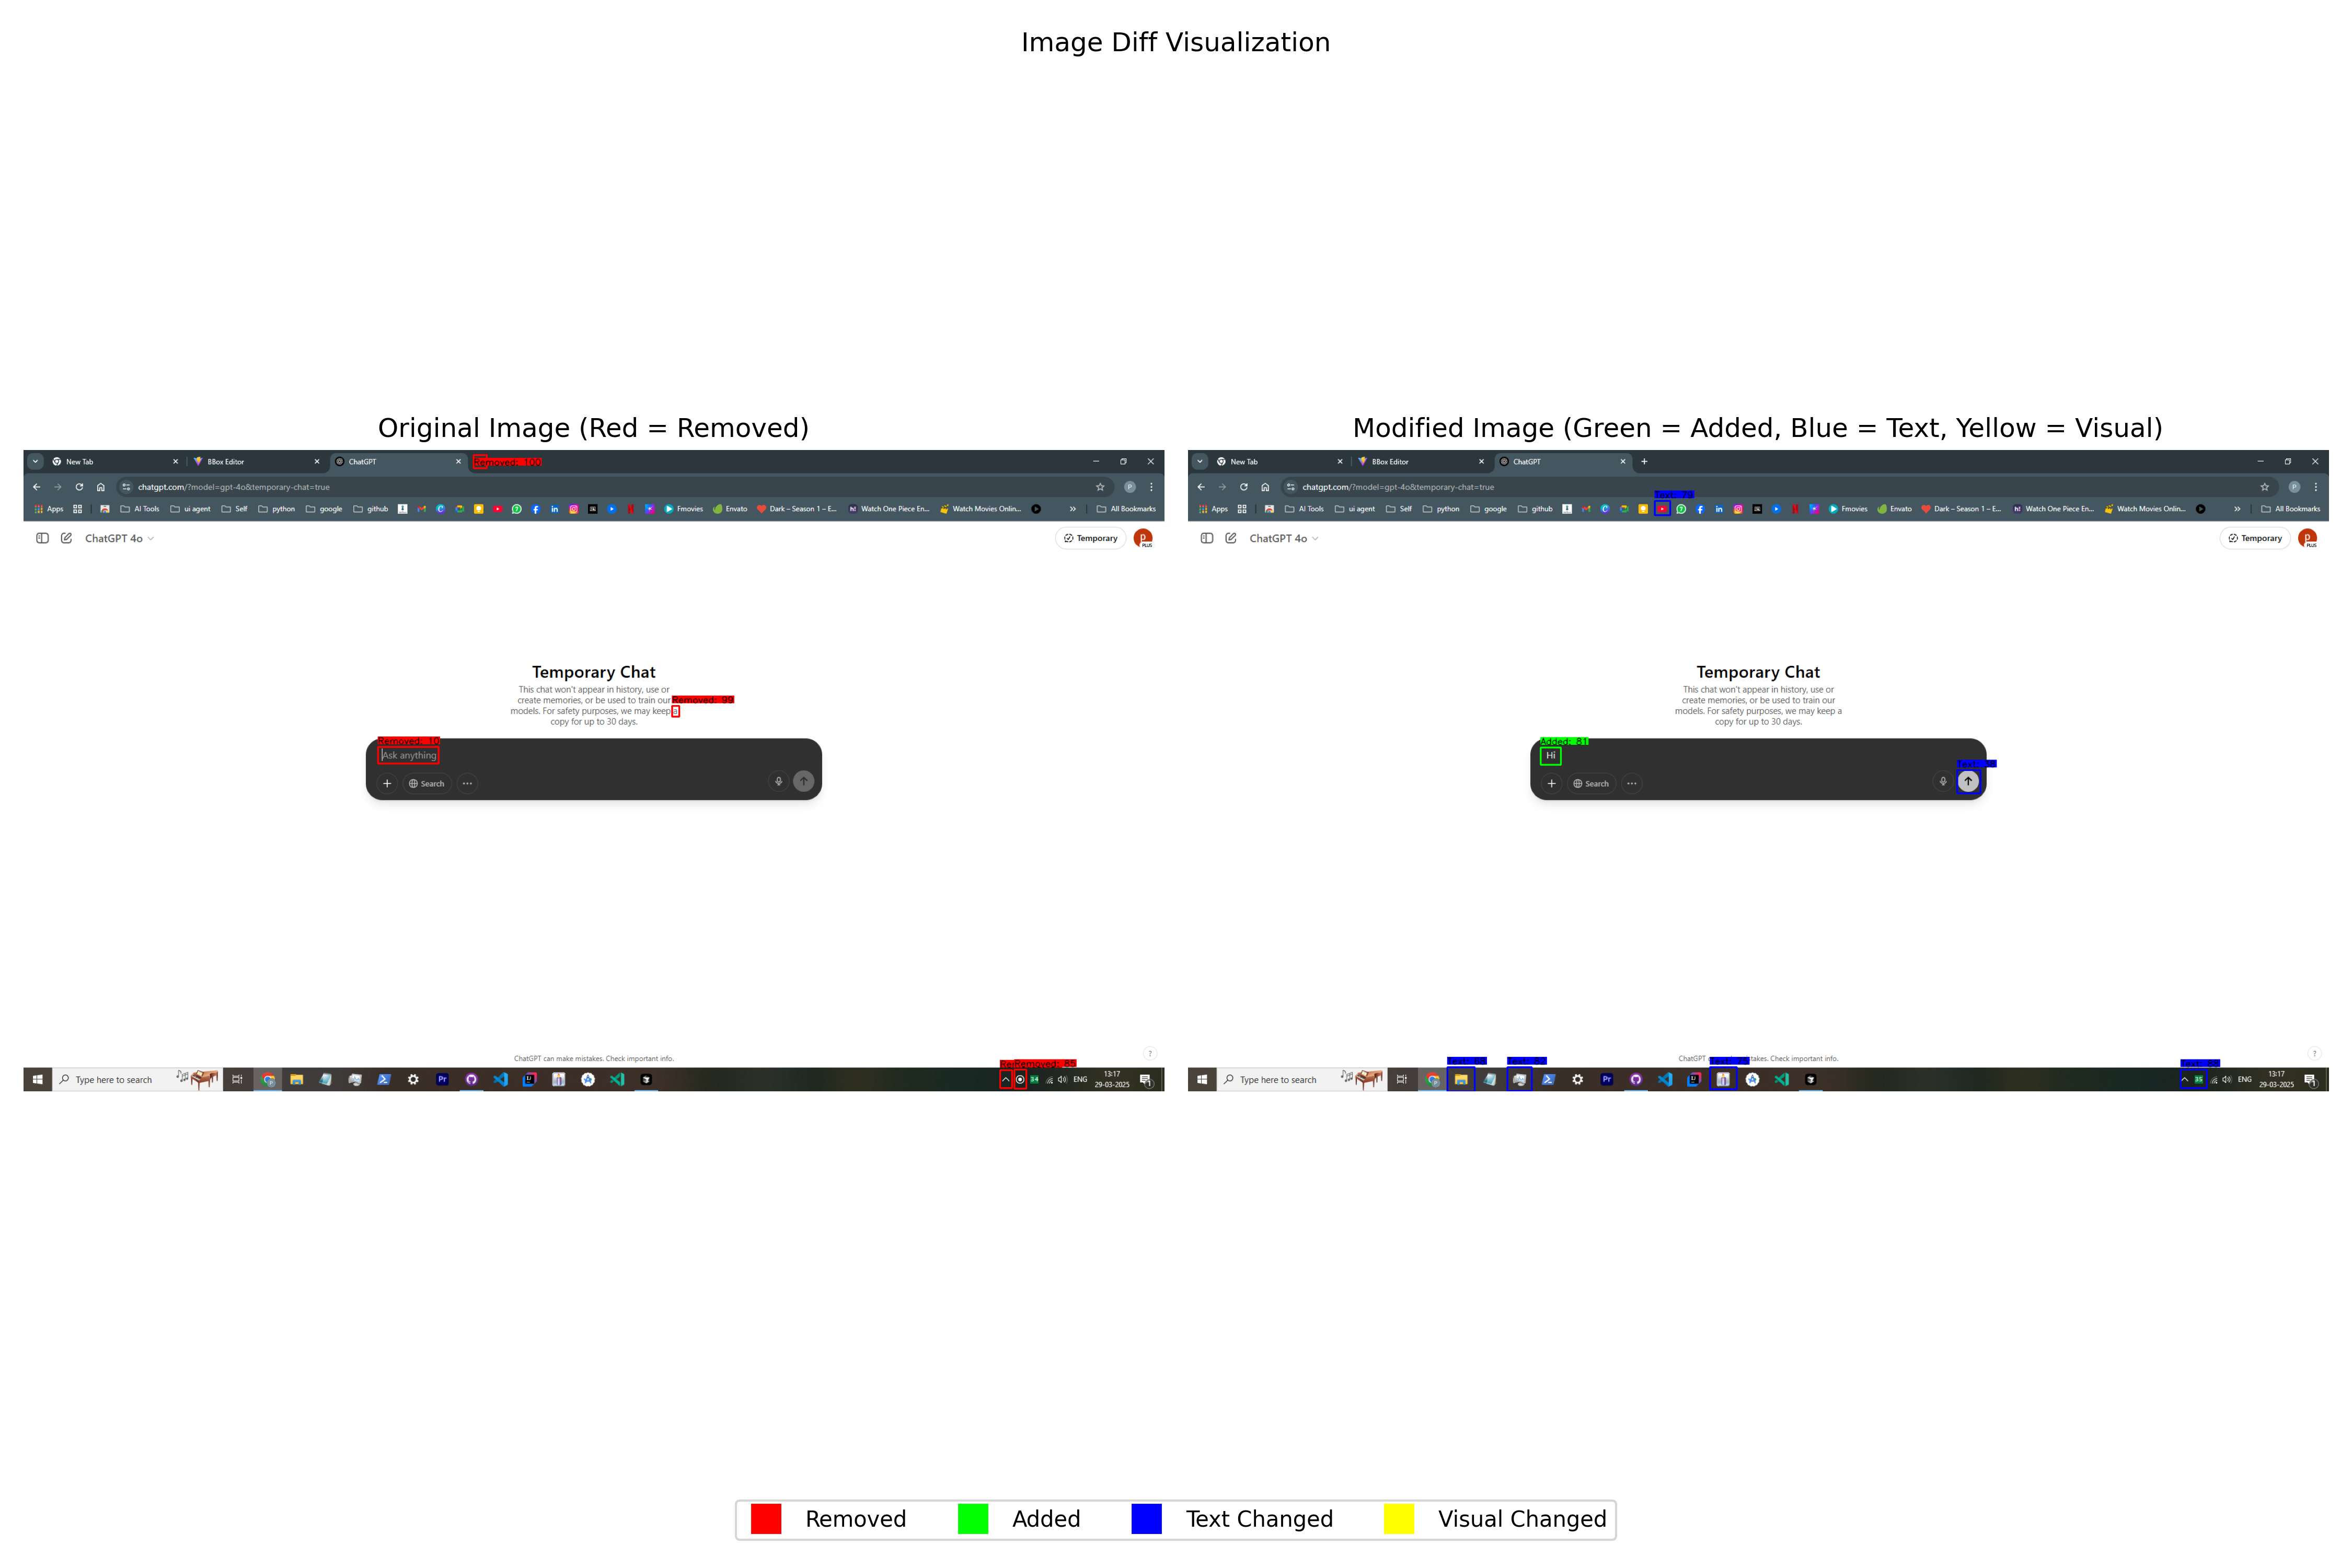 Image Diff Visualization
Original Image (Red = Removed)
New Tab
BBox Editor
ChatGPT
Removed: 100
chatgpt.com/?model=gpt-4o&temporary-chat=true
P
Apps
AI Tools
ui agent
Self
python
google
github
Fmovies
Envato
Dark – Season 1 – E...
Watch One Piece En...
Watch Movies Onlin...
All Bookmarks
ChatGPT 4o
Temporary
p
PLUS
Temporary Chat
This chat won't appear in history, use or
create memories, or be used to train our
Removed: 99
models. For safety purposes, we may keep a
copy for up to 30 days.
Removed: 10
Ask anything
Search
ChatGPT can make mistakes. Check important info.
?
Removed: 85
Type here to search
Pr
34
ENG
13:17
29-03-2025
Modified Image (Green = Added, Blue = Text, Yellow = Visual)
New Tab
BBox Editor
ChatGPT
chatgpt.com/?model=gpt-4o&temporary-chat=true
P
Apps
AI Tools
ui agent
Self
python
google
github
Fmovies
Envato
Dark – Season 1 – E...
Watch One Piece En...
Watch Movies Onlin...
All Bookmarks
ChatGPT 4o
Temporary
p
PLUS
Temporary Chat
This chat won't appear in history, use or
create memories, or be used to train our
models. For safety purposes, we may keep a
copy for up to 30 days.
Added: 81
Hi
Search
ChatGPT
takes. Check important info.
?
Type here to search
Pr
35
ENG
13:17
29-03-2025
Removed
Added
Text Changed
Visual Changed